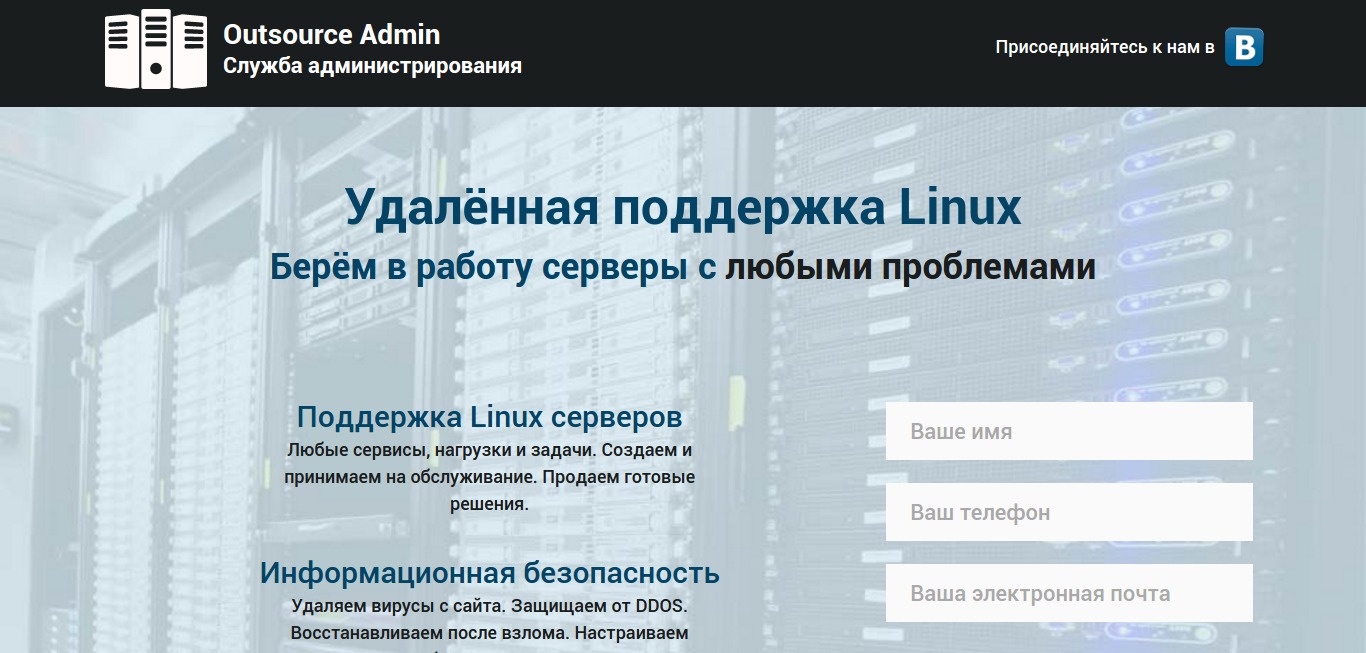 Outsource Admin
Служба администрирования
Присоединяйтесь к нам в
Удалённая поддержка Linux
Берём в работу серверы с любыми проблемами
Поддержка Linux серверов
Любые сервисы, нагрузки и задачи. Создаем и
принимаем на обслуживание. Продаем готовые
решения.
Информационная безопасность
Удаляем вирусы с сайта. Защищаем от DDOS.
Восстанавливаем после взлома. Настраиваем
Ваше имя
Ваш телефон
Ваша электронная почта